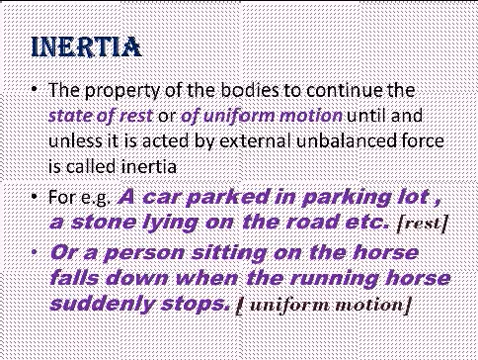 INERTIA
• The property of the bodies to continue the
state of rest or of uniform motion until and
unless it is acted by external unbalanced force
is called inertia
• For e.g. A car parked in parking lot ,
a stone lying on the road etc. [rest]
• Or a person sitting on the horse
falls down when the running horse
suddenly stops. [ uniform motion]